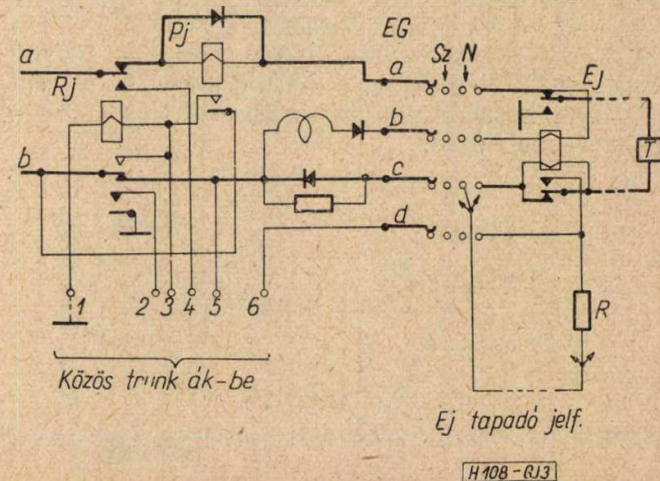 Pj
EG
a
Rj
a
Sz N
Ej
b
b
c
T
d
R
1 2 3 4 5 6
Közös trunk ák-be
Ej tapadó jelf.
H108-GJ3